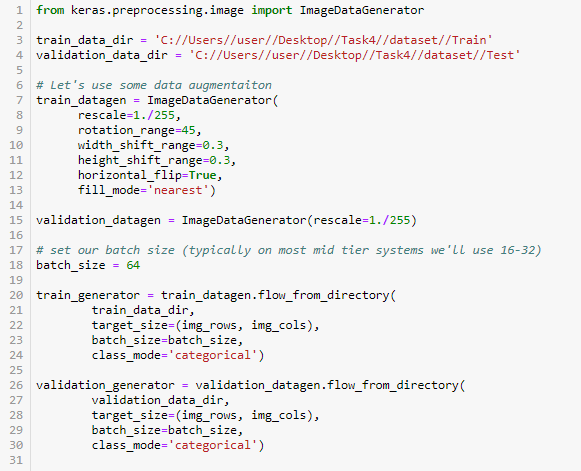 1 from keras.preprocessing.image import ImageDataGenerator
2
3 train_data_dir = 'C://Users//user//Desktop//Task4//dataset//Train'
4 validation_data_dir = 'C://Users//user//Desktop//Task4//dataset//Test'
5
6 # Let's use some data augmentaiton
7 train_datagen = ImageDataGenerator(
8       rescale=1./255,
9       rotation_range=45,
10       width_shift_range=0.3,
11       height_shift_range=0.3,
12       horizontal_flip=True,
13       fill_mode='nearest')
14
15 validation_datagen = ImageDataGenerator(rescale=1./255)
16
17 # set our batch size (typically on most mid tier systems we'll use 16-32)
18 batch_size = 64
19
20 train_generator = train_datagen.flow_from_directory(
21         train_data_dir,
22         target_size=(img_rows, img_cols),
23         batch_size=batch_size,
24         class_mode='categorical')
25
26 validation_generator = validation_datagen.flow_from_directory(
27         validation_data_dir,
28         target_size=(img_rows, img_cols),
29         batch_size=batch_size,
30         class_mode='categorical')
31